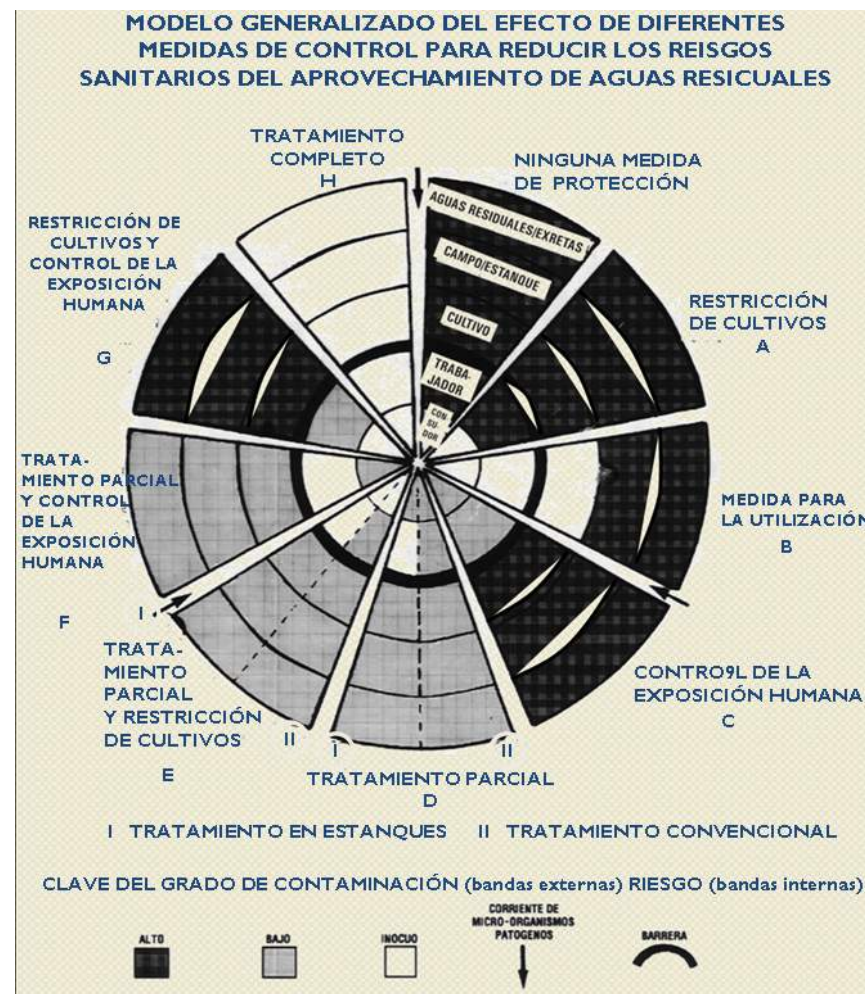 MODELO GENERALIZADO DEL EFECTO DE DIFERENTES
MEDIDAS DE CONTROL PARA REDUCIR LOS REISGOS
SANITARIOS DEL APROVECHAMIENTO DE AGUAS RESICUALES
TRATAMIENTO
COMPLETO
H
NINGUNA MEDIDA
DE PROTECCIÓN
AGUAS RESIDUALES/EXRETAS
CAMPO/ESTANQUE
CULTIVO
TRABA-
JADOR
CON
SU-
DOR
RESTRICCIÓN
DE CULTIVOS
A
MEDIDA PARA
LA UTILIZACIÓN
B
CONTRO9L DE LA
EXPOSICIÓN HUMANA
C
RESTRICCIÓN DE
CULTIVOS Y
CONTROL DE LA
EXPOSICIÓN
HUMANA
G
TRATA-
MIENTO PARCIAL
Y CONTROL
DE LA
EXPOSICIÓN
HUMANA
F
I
TRATA-
MIENTO
PARCIAL
Y RESTRICCIÓN
DE CULTIVOS
II
E
I
II
TRATAMIENTO PARCIAL
D
I TRATAMIENTO EN ESTANQUES II TRATAMIENTO CONVENCIONAL
CLAVE DEL GRADO DE CONTAMINACIÓN (bandas externas) RIESGO (bandas internas)
ALTO
BAJO
INOCUO
CORRIENTE DE
MICRO-ORGANISMOS
PATOGENOS
BARRERA